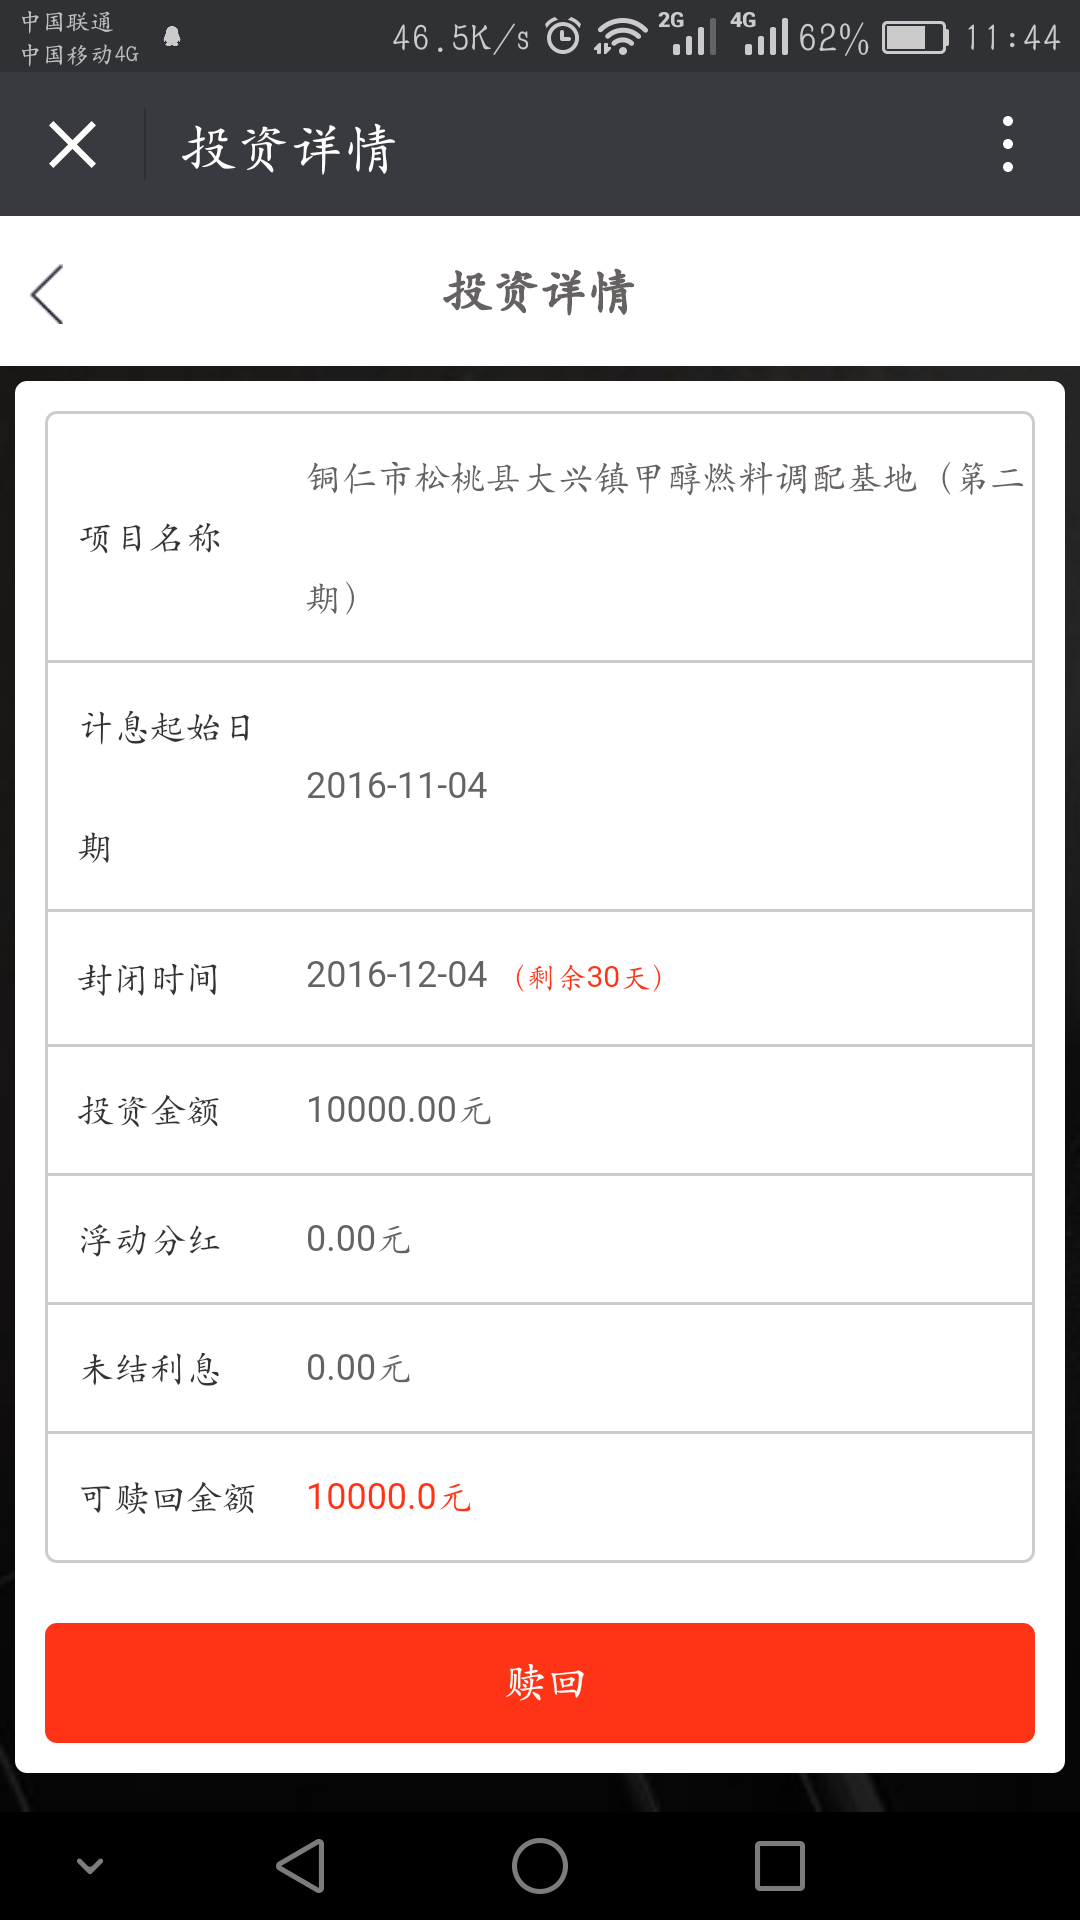 中国联通
中国移动4G
46.5K/s 2G 4G 62% 11:44
投资详情
投资详情
项目名称
铜仁市松桃县大兴镇甲醇燃料调配基地（第二
期）
计息起始日
期
2016-11-04
封闭时间 2016-12-04 （剩余30天）
投资金额 10000.00元
浮动分红 0.00元
未结利息 0.00元
可赎回金额 10000.0元
赎回